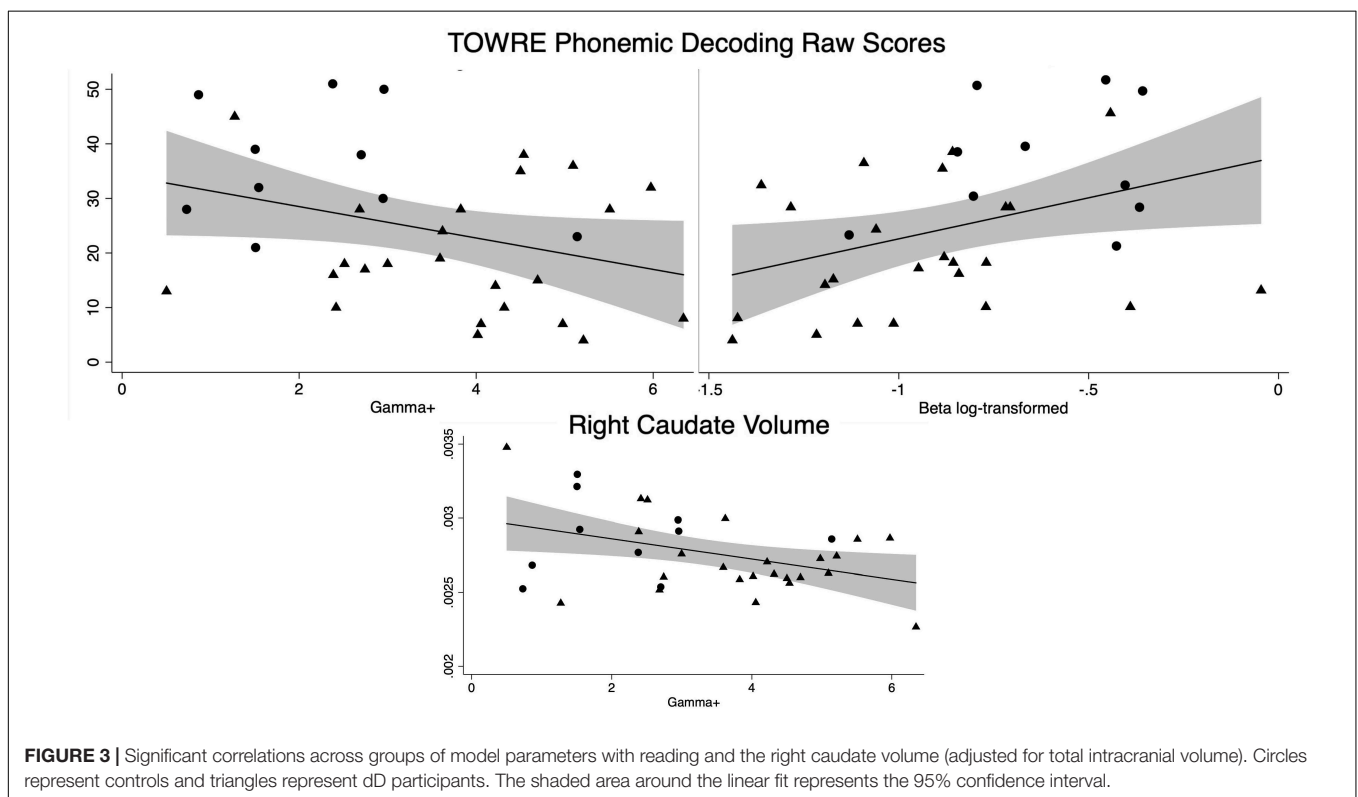 TOWRE Phonemic Decoding Raw Scores
50
40
30
20
10
0
0 2 4 6
Gamma+
-1.5 -1 -.5 0
Beta log-transformed
Right Caudate Volume
.0035
.003
.0025
.002
0 2 4 6
Gamma+
FIGURE 3 | Significant correlations across groups of model parameters with reading and the right caudate volume (adjusted for total intracranial volume). Circles
represent controls and triangles represent dD participants. The shaded area around the linear fit represents the 95% confidence interval.